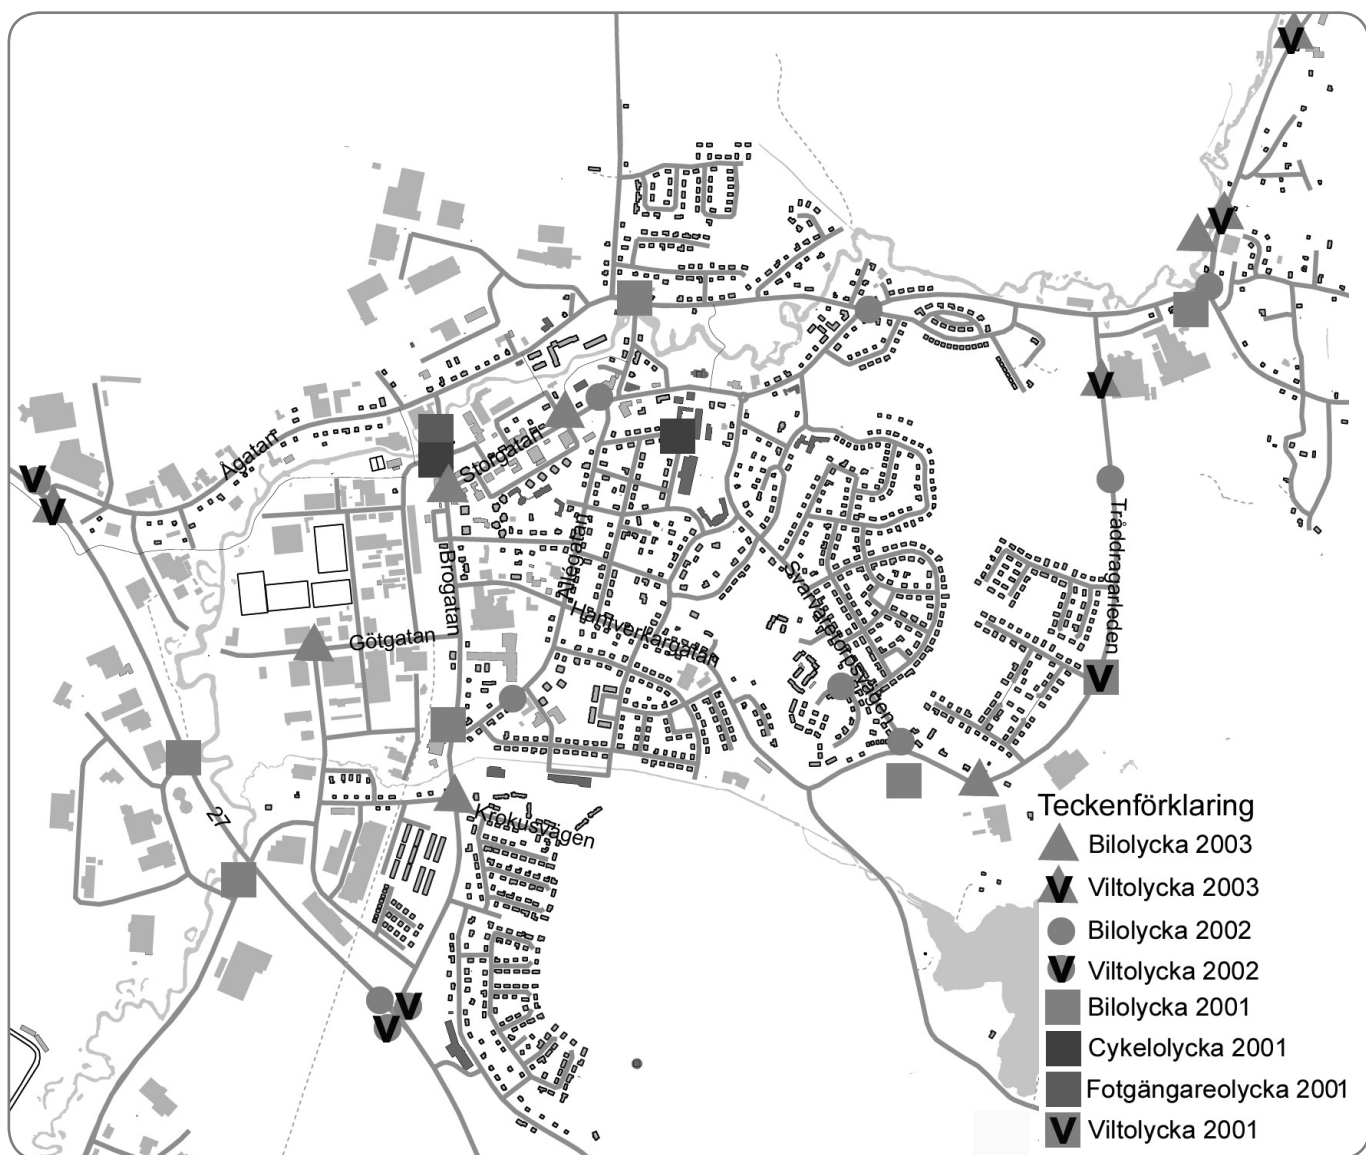 Ågatan
Storgatan
Brogatan
Allégatan
Hantverkargatan
Götgatan
Svarvaretorpsvägen
Tråddragarleden
27
Krokusvägen
Teckenförklaring
Bilolycka 2003
V Viltolycka 2003
Bilolycka 2002
V Viltolycka 2002
Bilolycka 2001
Cykelolycka 2001
Fotgängareolycka 2001
V Viltolycka 2001
V
V
V
V
V
V
V
V